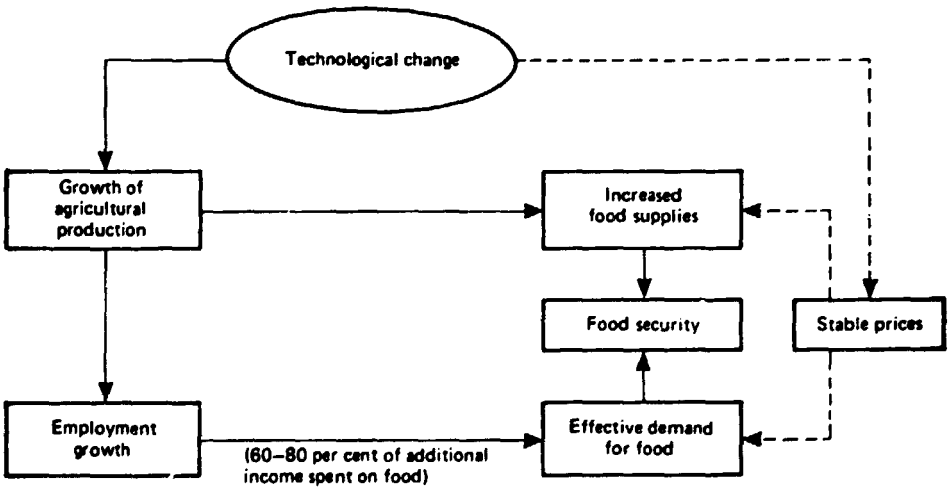 Technological change
Growth of
agricultural
production
Increased
food supplies
Food security
Stable prices
Employment
growth
(60–80 per cent of additional
income spent on food)
Effective demand
for food